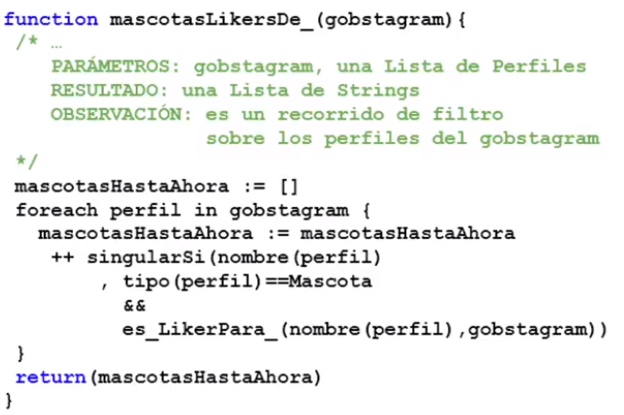 function mascotasLikersDe_(gobstagram){
/* …
PARÁMETROS: gobstagram, una Lista de Perfiles
RESULTADO: una Lista de Strings
OBSERVACIÓN: es un recorrido de filtro
sobre los perfiles del gobstagram
*/
mascotasHastaAhora := []
foreach perfil in gobstagram {
mascotasHastaAhora := mascotasHastaAhora
++ singularSi(nombre(perfil)
, tipo(perfil)==Mascota
&&
es_LikerPara_(nombre(perfil),gobstagram))
}
return(mascotasHastaAhora)
}